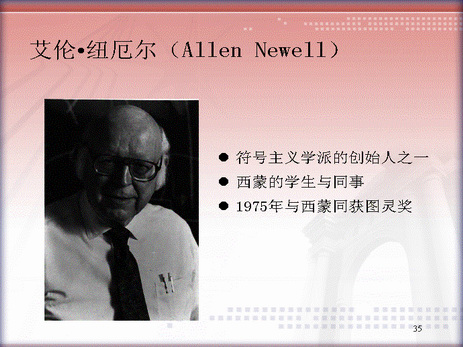 艾伦•纽厄尔（Allen Newell）
● 符号主义学派的创始人之一
● 西蒙的学生与同事
● 1975年与西蒙同获图灵奖
35